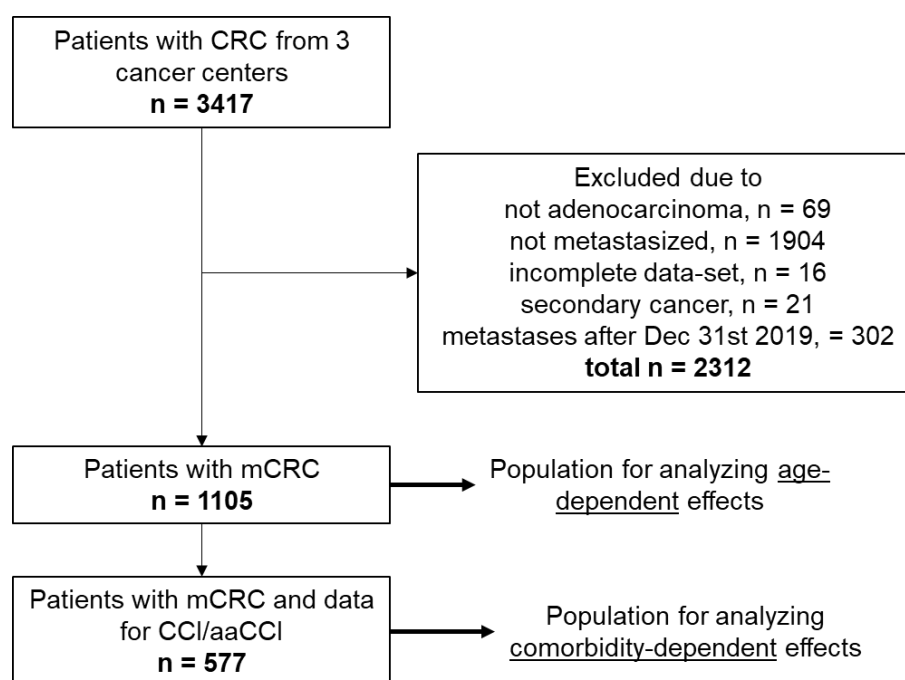 Patients with CRC from 3
cancer centers
n = 3417
Excluded due to
not adenocarcinoma, n = 69
not metastasized, n = 1904
incomplete data-set, n = 16
secondary cancer, n = 21
metastases after Dec 31st 2019, = 302
total n = 2312
Patients with mCRC
n = 1105
Population for analyzing age-
dependent effects
Patients with mCRC and data
for CCI/aaCCI
n = 577
Population for analyzing
comorbidity-dependent effects